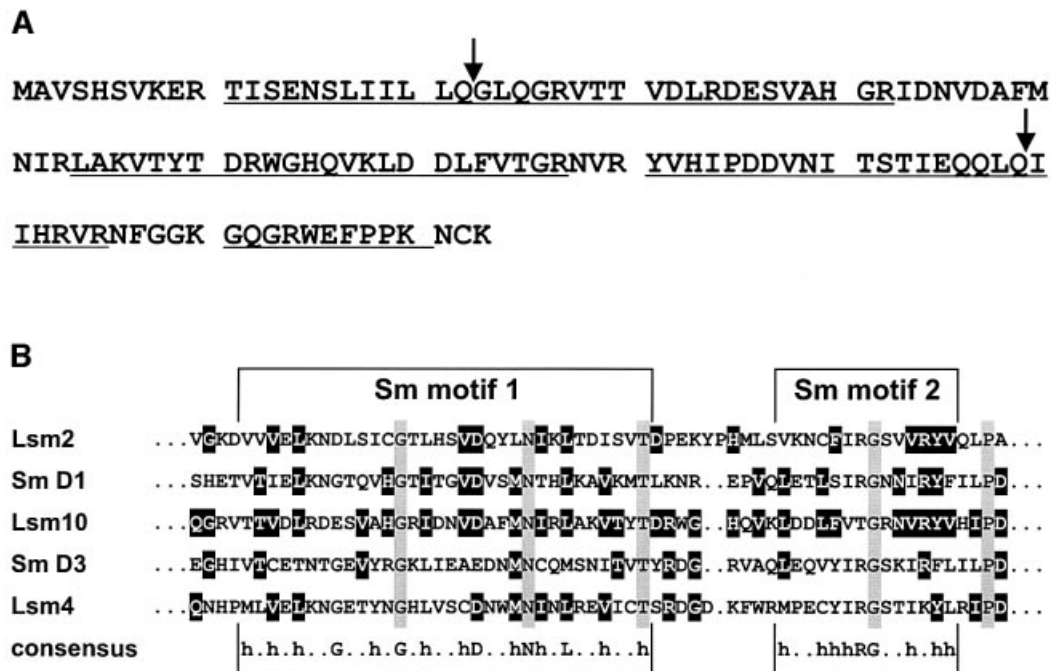 A
MAVSHSVKER TISENSLIIL LQGLQGRVTT VDLRDESVAH GRIDNVDAFM
NIRLAKVTYT DRWGHQVKLD DLFVTGRNVR YVHIPDDVNI TSTIEQQLQI
IHRVRNFGGK GQGRWEFPPK NCK
B
Sm motif 1 Sm motif 2
Lsm2 ...VGKDVVVELKNDLSICGTLHSVDQYLNIKLTDISVTDPEKYPHMLSVKNCFIRGSVVRYVQLPA...
Sm D1 ...SHETVTIELKNGTQVHGTITGVDVSMNTHLKAVKMTLKNR..EPVQLETLSIRGNNIRYFILPD...
Lsm10 ...QGRVTTVDLRDESVAHGRIDNVDAFMNIRLAKVTYTDRWG..HQVKLDDLFVTGRNVRYVHIPD...
Sm D3 ...EGHIVTCETNTGEVYRGKLIEAEDNMNCQMSNITVTYRDG..RVAQLEQVYIRGSKIRFLILPD...
Lsm4 ...QNHPMLVELKNGETYNGHLVSCDNWMNINLREVICTSRDGD.KFWRMPECYIRGSTIKYLRIPD...
consensus h.h.h..G..h.G.h..hD..hNh.L..h..h h..hhhRG..h.hh